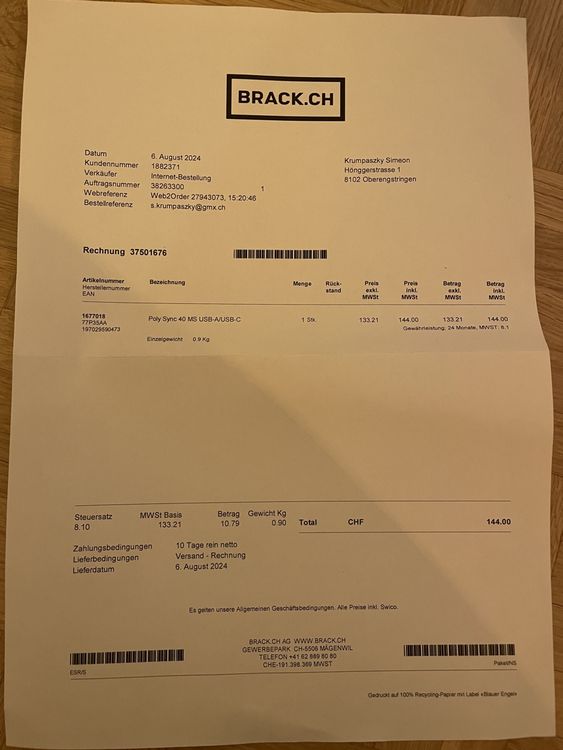 BRACK.CH
Datum 6. August 2024
Kundennummer 1882371
Verkäufer Internet-Bestellung
Auftragsnummer 38263300 1
Webreferenz Web2Order 27943073, 15:20:46
Bestellreferenz s.krumpaszky@gmx.ch
Krumpaszky Simeon
Hönggerstrasse 1
8102 Oberengstringen
Rechnung 37501676
Artikelnummer Bezeichnung Menge Rück- Preis Preis Betrag Betrag
Herstellernummer stand exkl. inkl. exkl. inkl.
EAN MWSt MWSt MWSt MWSt
1677018 Poly Sync 40 MS USB-A/USB-C 1 Stk. 133.21 144.00 133.21 144.00
77P35AA Gewährleistung: 24 Monate, MWST: 8.1
197029590473
Einzelgewicht 0.9 Kg
Steuersatz MWSt Basis Betrag Gewicht Kg
8.10 133.21 10.79 0.90 Total CHF 144.00
Zahlungsbedingungen 10 Tage rein netto
Lieferbedingungen Versand - Rechnung
Lieferdatum 6. August 2024
Es gelten unsere Allgemeinen Geschäftsbedingungen. Alle Preise inkl. Swico.
BRACK.CH AG WWW.BRACK.CH
GEWERBEPARK CH-5506 MÄGENWIL
TELEFON +41 62 889 80 80
CHE-191.398.369 MWST
ESR/S
Paket/NS
Gedruckt auf 100% Recycling-Papier mit Label «Blauer Engel»